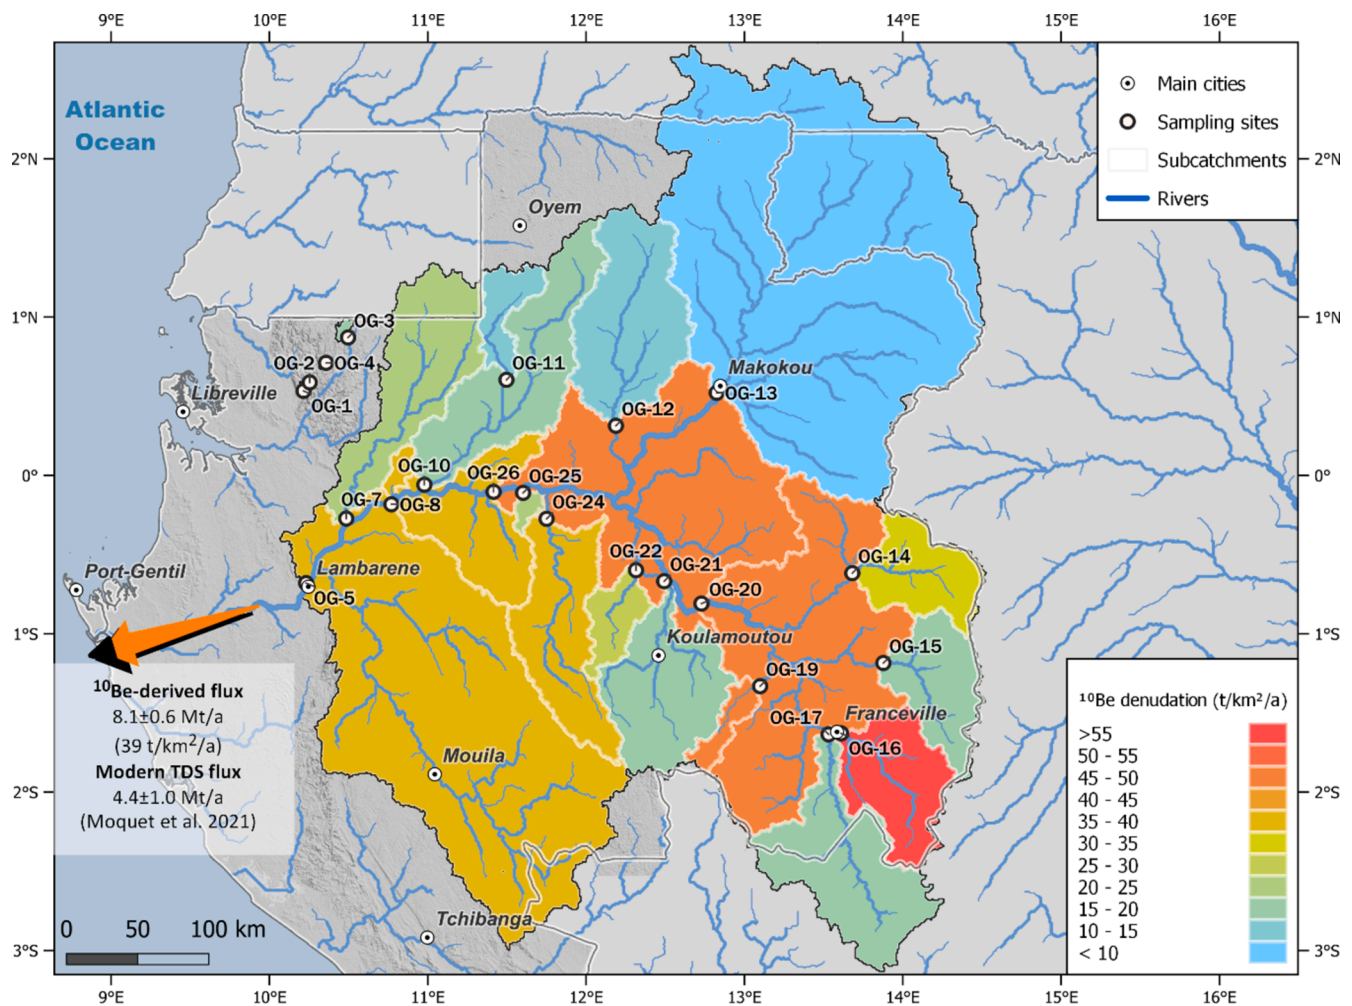 9°E 10°E 11°E 12°E 13°E 14°E 15°E 16°E
Atlantic
Ocean
Main cities
Sampling sites
Subcatchments
Rivers
2°N
2°N
Oyem
1°N
1°N
OG-3
OG-2
OG-4
OG-11
Makokou
Libreville
OG-1
OG-12
OG-13
0°
0°
OG-10
OG-26
OG-25
OG-7
OG-8
OG-24
OG-22
OG-21
OG-14
Port-Gentil
Lambarene
OG-5
OG-20
1°S
1°S
Koulamoutou
OG-15
OG-19
¹⁰Be-derived flux
8.1±0.6 Mt/a
(39 t/km²/a)
Modern TDS flux
4.4±1.0 Mt/a
(Moquet et al. 2021)
OG-17
Franceville
OG-16
Mouila
2°S
2°S
Tchibanga
¹⁰Be denudation (t/km²/a)
>55
50 - 55
45 - 50
40 - 45
35 - 40
30 - 35
25 - 30
20 - 25
15 - 20
10 - 15
< 10
0 50 100 km
3°S
3°S
9°E 10°E 11°E 12°E 13°E 14°E 15°E 16°E